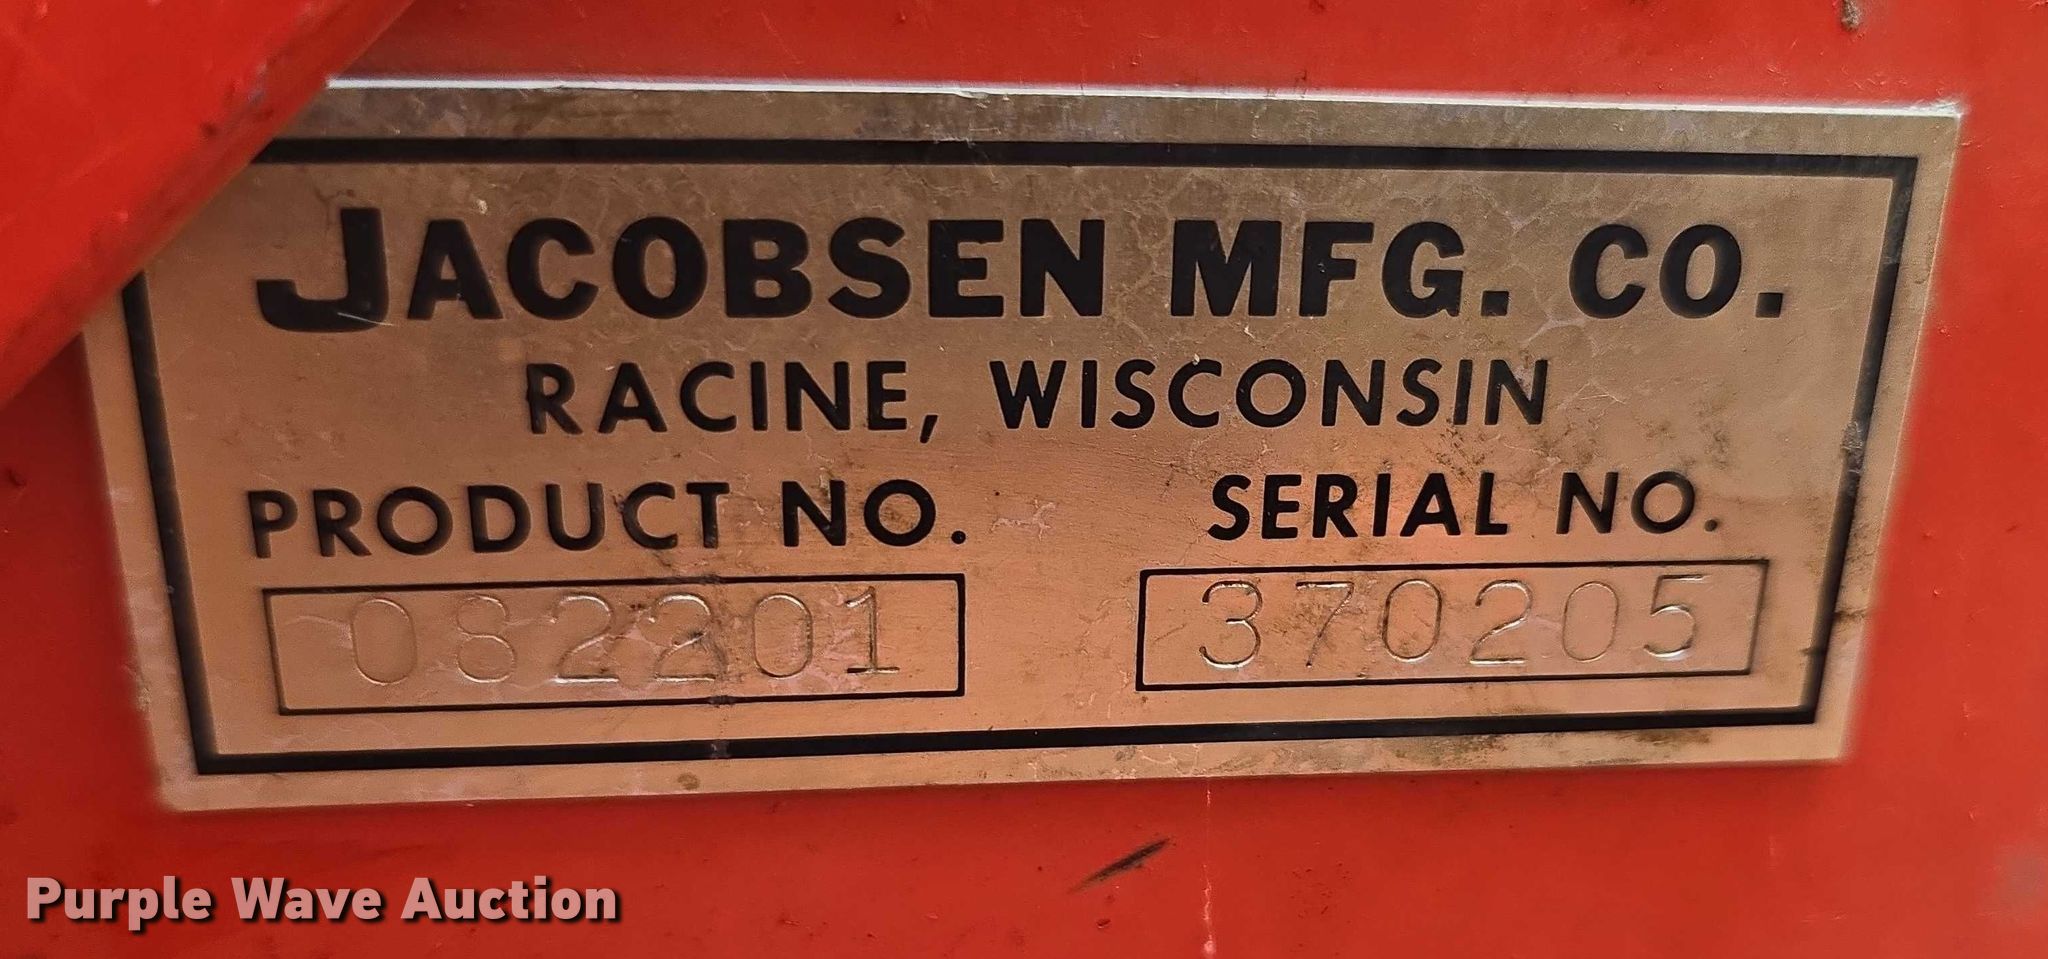 JACOBSEN MFG. CO.
RACINE, WISCONSIN
PRODUCT NO. SERIAL NO.
082201 370205
Purple Wave Auction